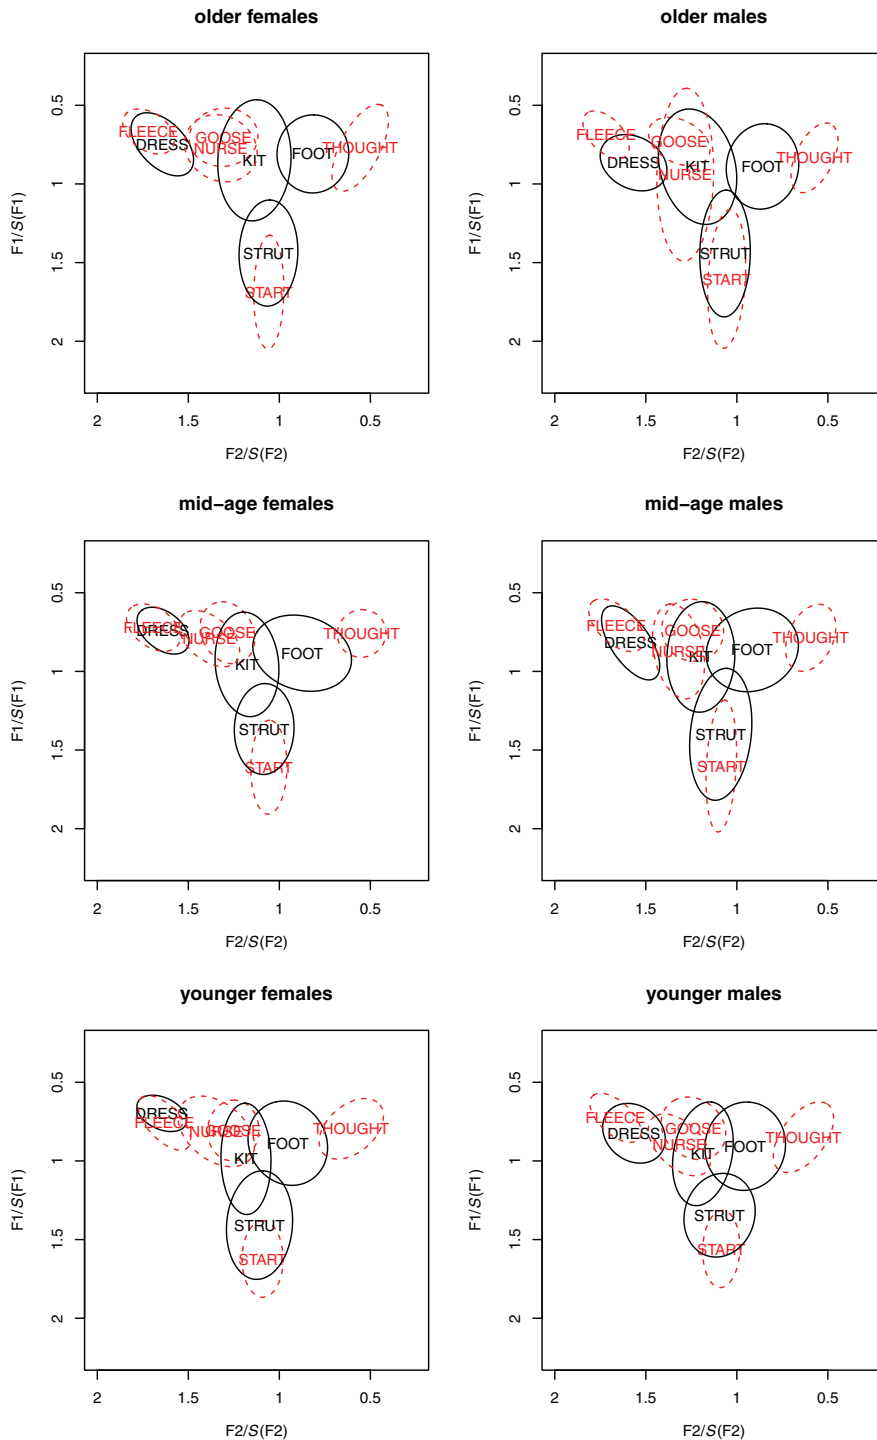 older females
older males
0.5
1
1.5
2
F1/S(F1)
FLEECE
DRESS
GOOSE
NURSE
KIT
FOOT
THOUGHT
STRUT
START
2
1.5
1
0.5
F2/S(F2)
0.5
1
1.5
2
F1/S(F1)
FLEECE
DRESS
GOOSE
NURSE
KIT
FOOT
THOUGHT
STRUT
START
2
1.5
1
0.5
F2/S(F2)
mid-age females
mid-age males
0.5
1
1.5
2
F1/S(F1)
FLEECE
DRESS
GOOSE
NURSE
KIT
FOOT
THOUGHT
STRUT
START
2
1.5
1
0.5
F2/S(F2)
0.5
1
1.5
2
F1/S(F1)
FLEECE
DRESS
GOOSE
NURSE
KIT
FOOT
THOUGHT
STRUT
START
2
1.5
1
0.5
F2/S(F2)
younger females
younger males
0.5
1
1.5
2
F1/S(F1)
DRESS
FLEECE
NURSE
GOOSE
KIT
FOOT
THOUGHT
STRUT
START
2
1.5
1
0.5
F2/S(F2)
0.5
1
1.5
2
F1/S(F1)
FLEECE
DRESS
GOOSE
NURSE
KIT
FOOT
THOUGHT
STRUT
START
2
1.5
1
0.5
F2/S(F2)